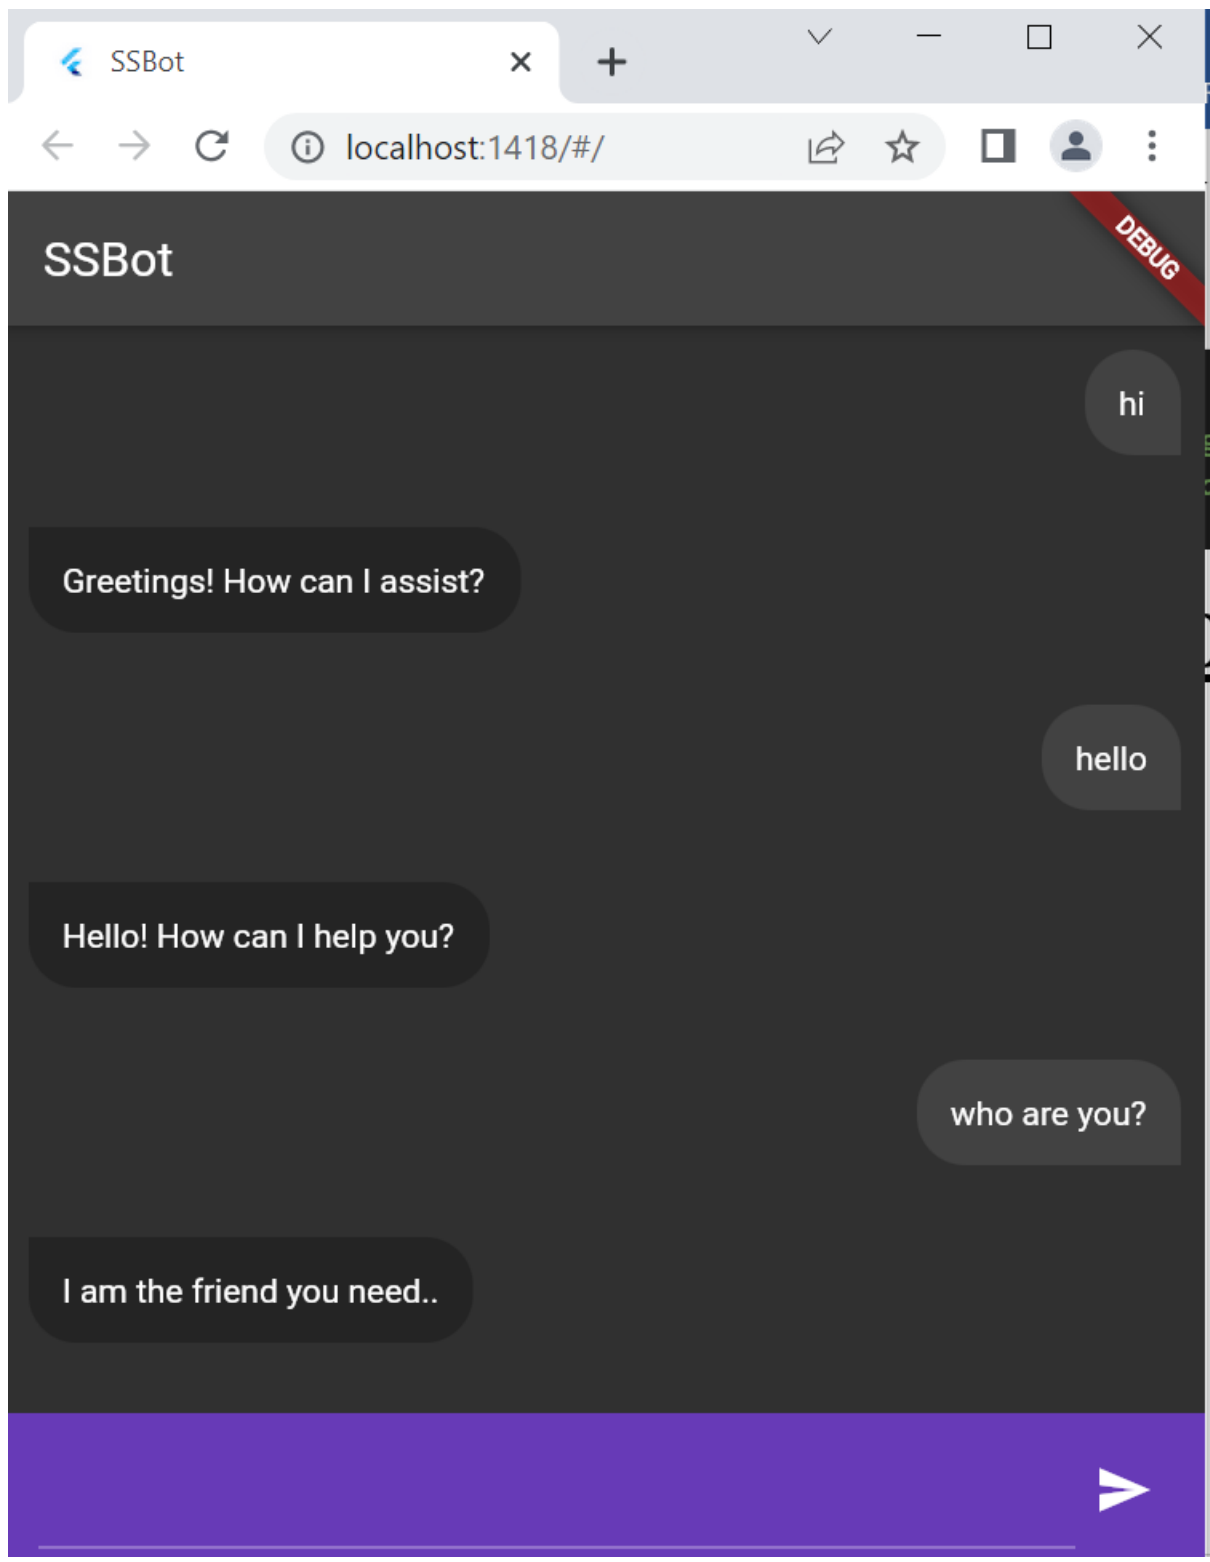 SSBot
localhost:1418/#/
SSBot
DEBUG
hi
Greetings! How can I assist?
hello
Hello! How can I help you?
who are you?
I am the friend you need..